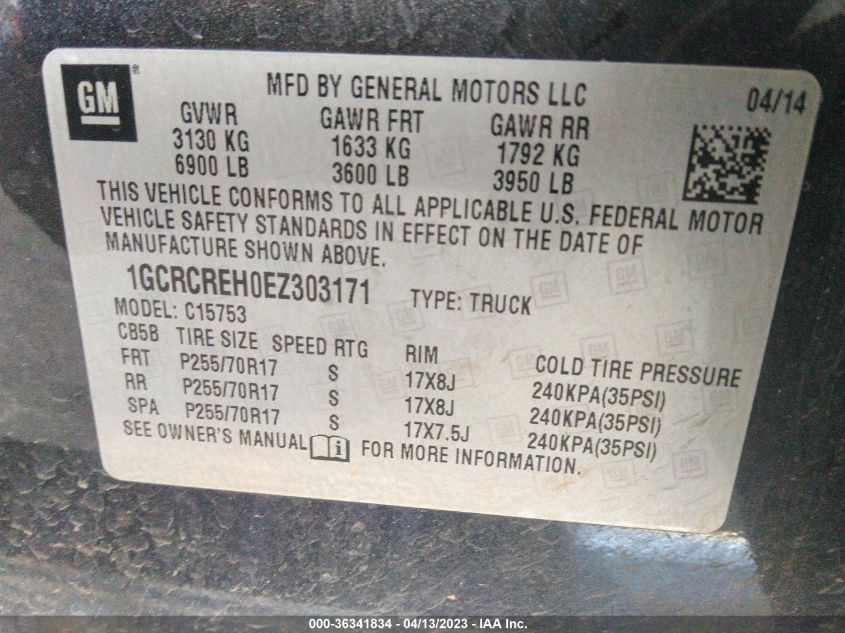 GM
MFD BY GENERAL MOTORS LLC 04/14
GVWR GAWR FRT GAWR RR
3130 KG 1633 KG 1792 KG
6900 LB 3600 LB 3950 LB
THIS VEHICLE CONFORMS TO ALL APPLICABLE U.S. FEDERAL MOTOR
VEHICLE SAFETY STANDARDS IN EFFECT ON THE DATE OF
MANUFACTURE SHOWN ABOVE.
1GCRCREH0EZ303171 TYPE: TRUCK
MODEL: C15753
CB5B TIRE SIZE SPEED RTG RIM COLD TIRE PRESSURE
FRT P255/70R17 S 17X8J 240KPA(35PSI)
RR P255/70R17 S 17X8J 240KPA(35PSI)
SPA P255/70R17 S 17X7.5J 240KPA(35PSI)
SEE OWNER'S MANUAL i FOR MORE INFORMATION.
000-36341834 - 04/13/2023 - IAA Inc.